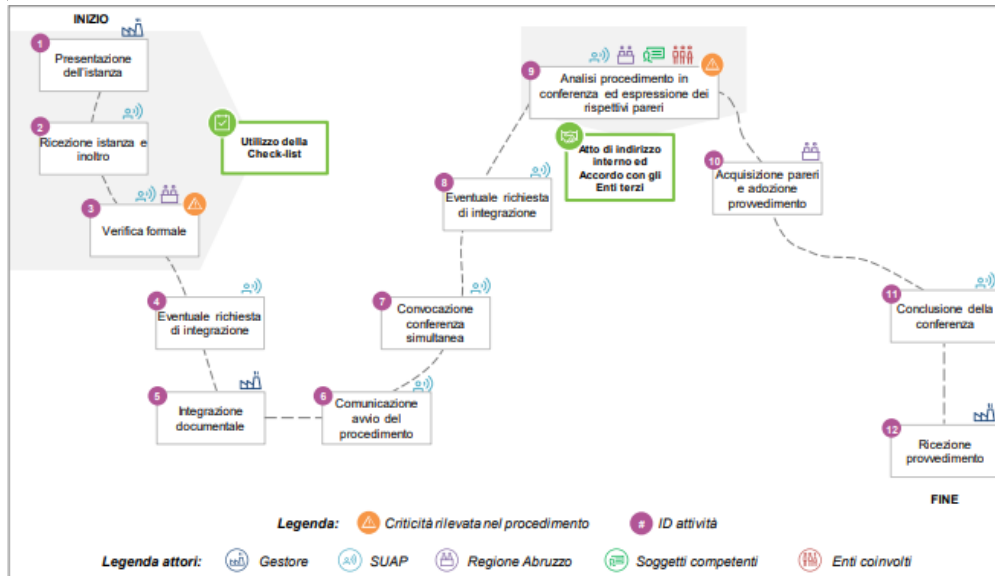 INIZIO
1
Presentazione
dell'istanza
2
Ricezione istanza e
inoltro
Utilizzo della
Check-list
3
Verifica formale
4
Eventuale richiesta
di integrazione
5
Integrazione
documentale
6
Comunicazione
avvio del
procedimento
7
Convocazione
conferenza
simultanea
8
Eventuale richiesta
di integrazione
9
Analisi procedimento in
conferenza ed espressione dei
rispettivi pareri
Atto di indirizzo
interno ed
Accordo con gli
Enti terzi
10
Acquisizione pareri
e adozione
provvedimento
11
Conclusione della
conferenza
12
Ricezione
provvedimento
FINE
Legenda: Criticità rilevata nel procedimento # ID attività
Legenda attori: Gestore SUAP Regione Abruzzo Soggetti competenti Enti coinvolti